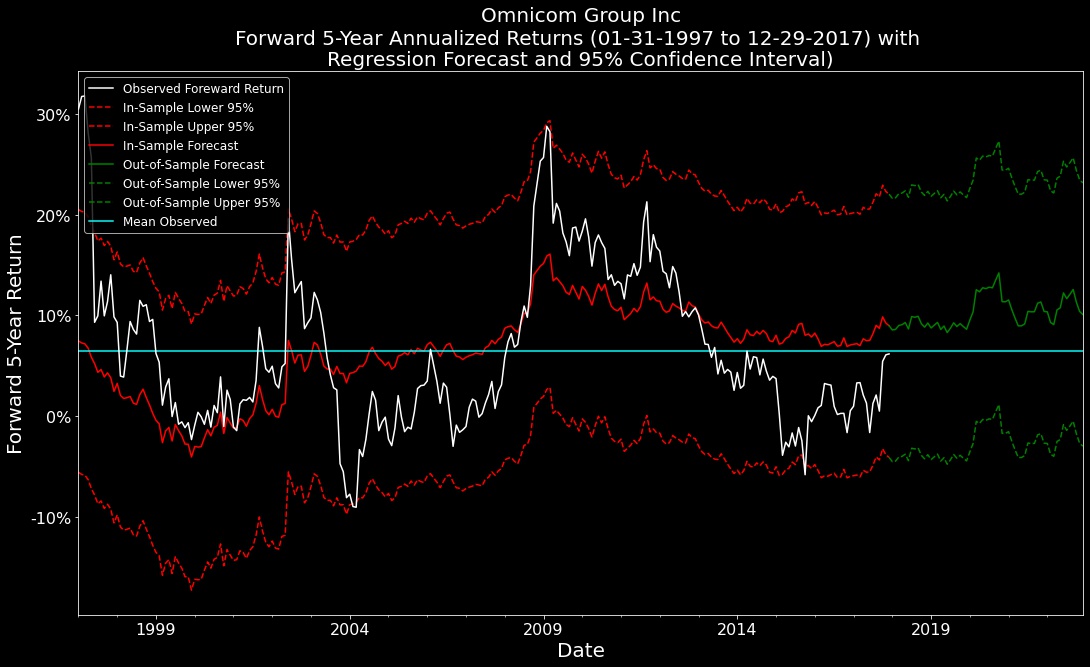 Omnicom Group Inc
Forward 5-Year Annualized Returns (01-31-1997 to 12-29-2017) with
Regression Forecast and 95% Confidence Interval)
Observed Foreward Return
In-Sample Lower 95%
In-Sample Upper 95%
In-Sample Forecast
Out-of-Sample Forecast
Out-of-Sample Lower 95%
Out-of-Sample Upper 95%
Mean Observed
Forward 5-Year Return
30%
20%
10%
0%
-10%
1999
2004
2009
2014
2019
Date